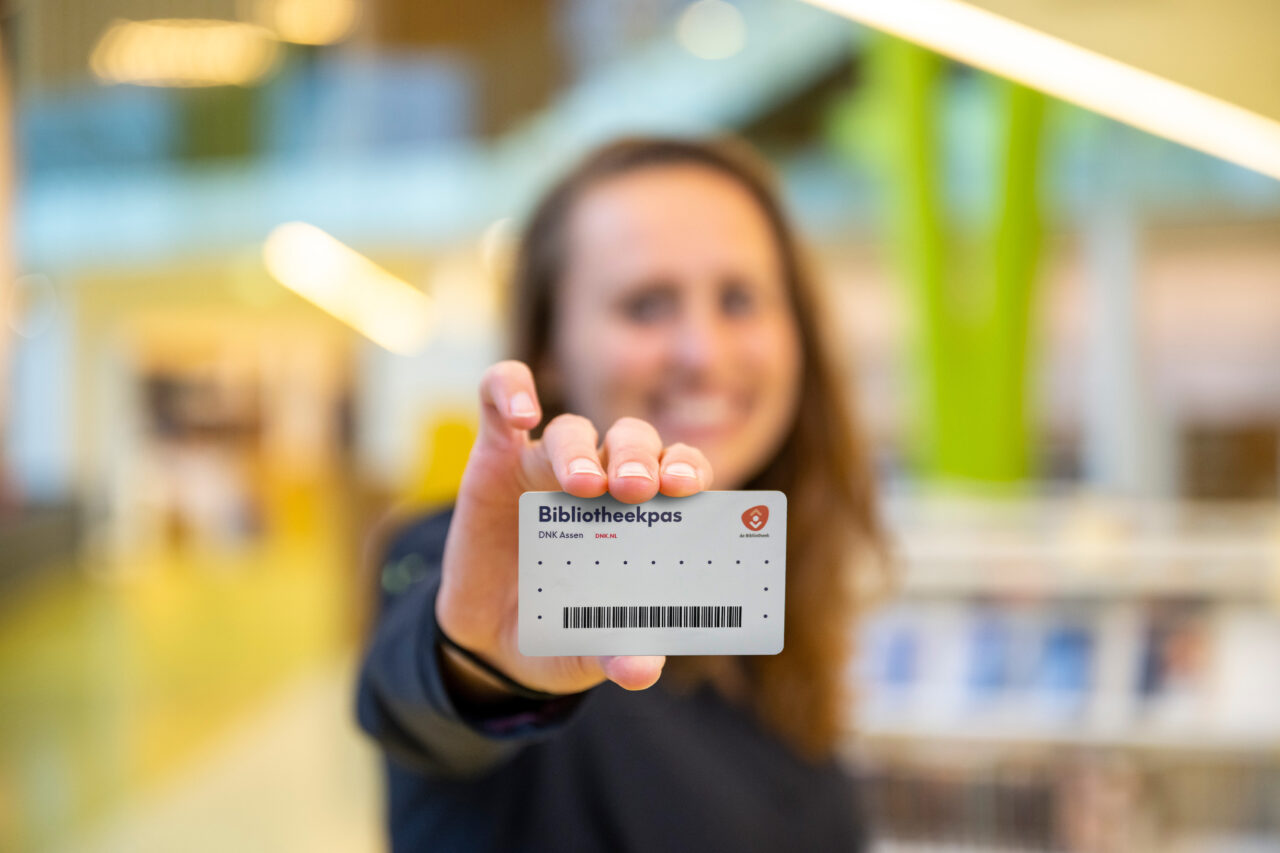 Bibliotheekpas
DNK Assen DNK.NL
de Bibliotheek